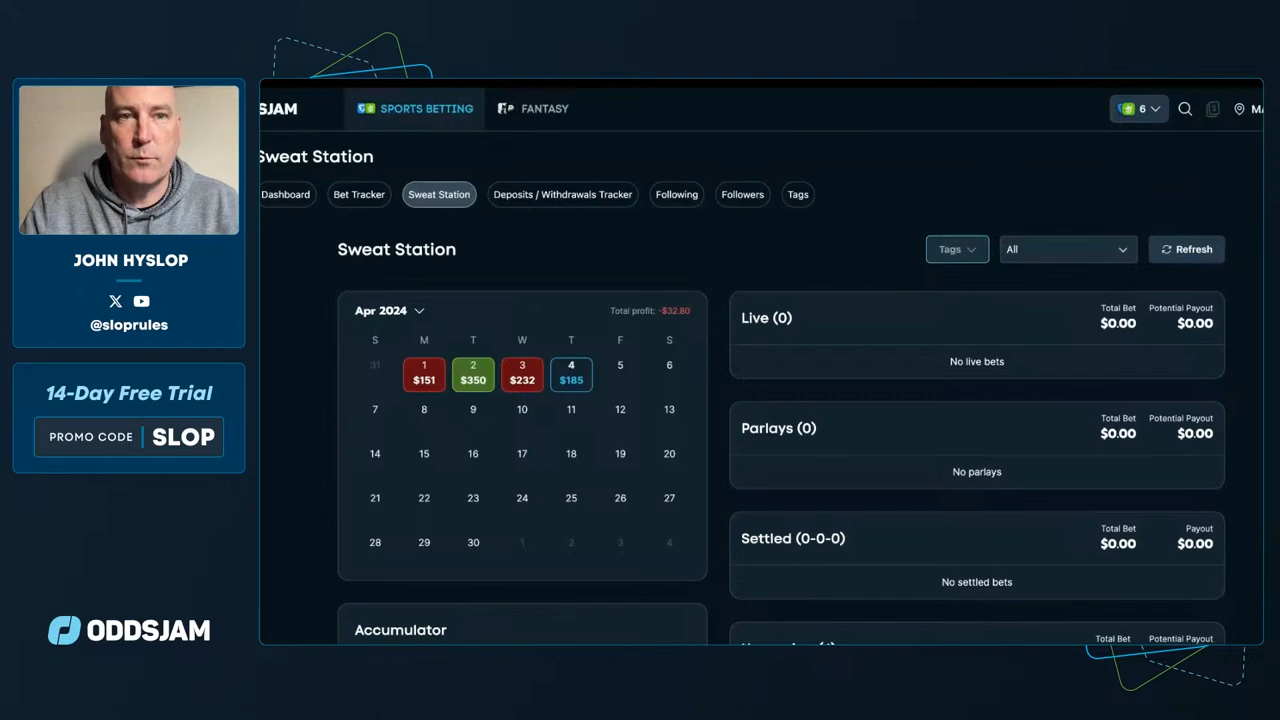 JOHN HYSLOP
@sloprules
14-Day Free Trial
PROMO CODE SLOP
ODDSJAM
SJAM SPORTS BETTING FANTASY 6
Sweat Station
Dashboard Bet Tracker Sweat Station Deposits / Withdrawals Tracker Following Followers Tags
Sweat Station Tags All Refresh
Apr 2024 Total profit: -$32.80
S M T W T F S
31 1 2 3 4 5 6
$151 $350 $232 $185
7 8 9 10 11 12 13
14 15 16 17 18 19 20
21 22 23 24 25 26 27
28 29 30 1 2 3 4
Accumulator
Live (0) Total Bet Potential Payout
$0.00 $0.00
No live bets
Parlays (0) Total Bet Potential Payout
$0.00 $0.00
No parlays
Settled (0-0-0) Total Bet Payout
$0.00 $0.00
No settled bets
Total Bet Potential Payout